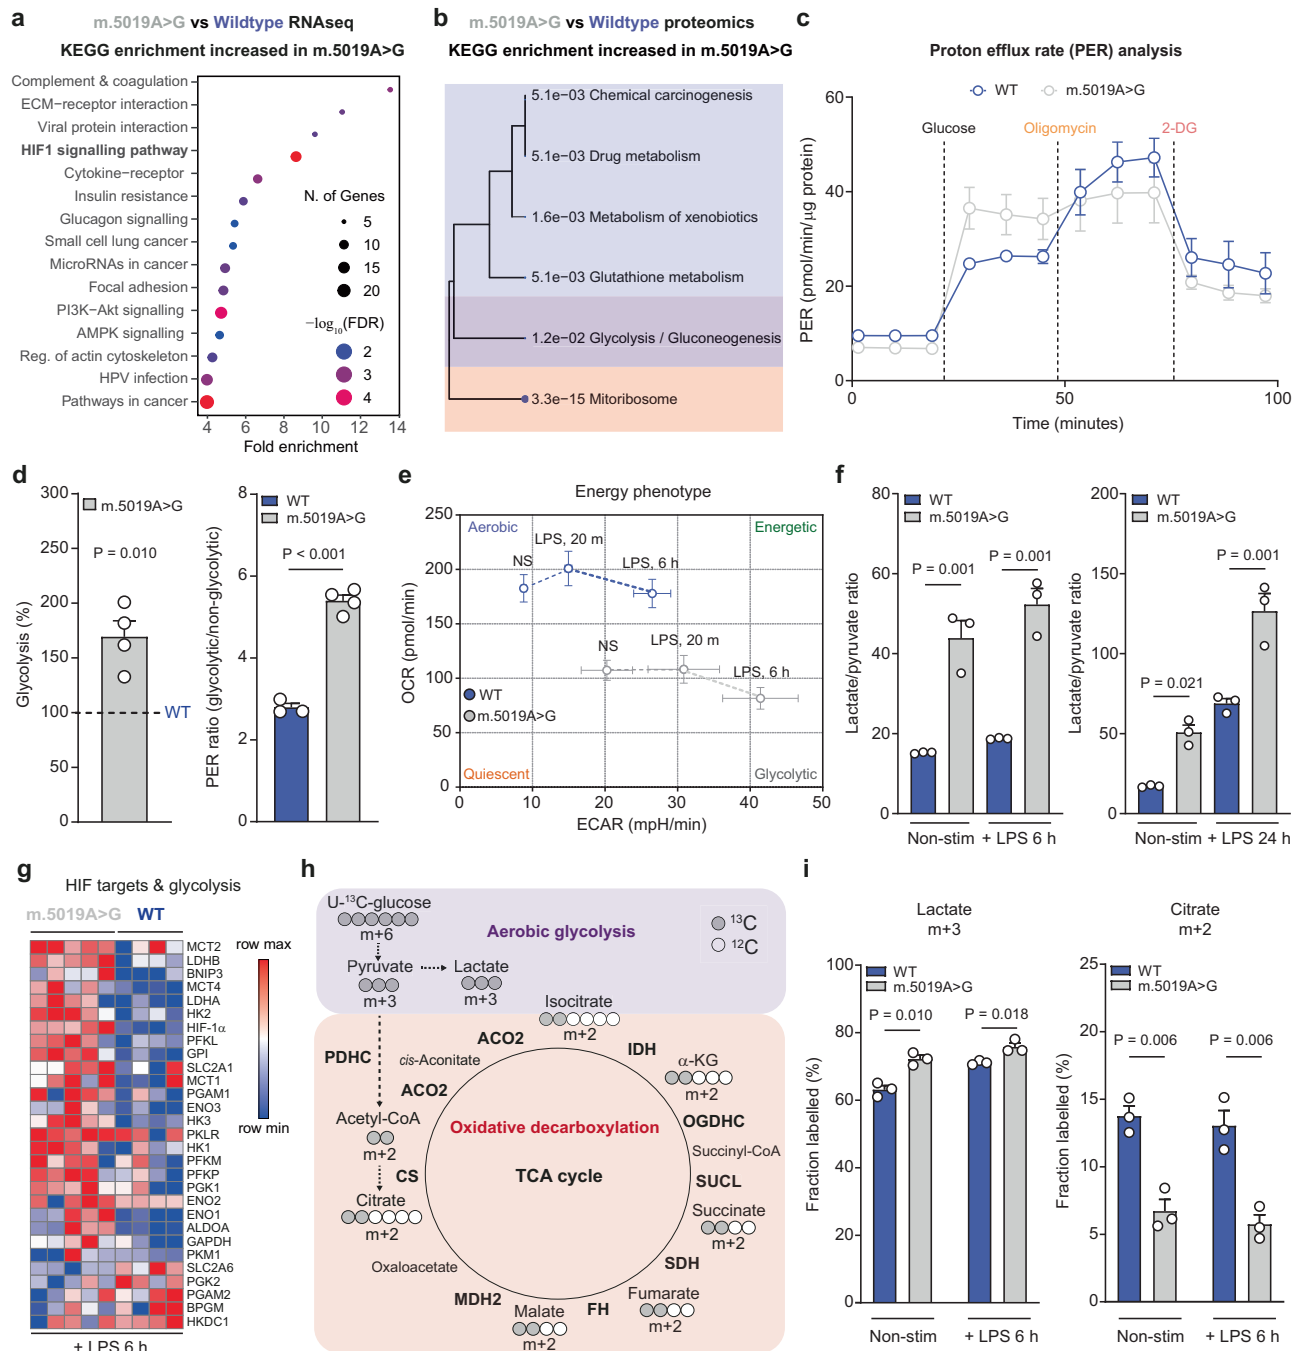 a
m.5019A>G vs Wildtype RNAseq
KEGG enrichment increased in m.5019A>G
Complement & coagulation
ECM−receptor interaction
Viral protein interaction
HIF1 signalling pathway
Cytokine−receptor
Insulin resistance
Glucagon signalling
Small cell lung cancer
MicroRNAs in cancer
Focal adhesion
PI3K−Akt signalling
AMPK signalling
Reg. of actin cytoskeleton
HPV infection
Pathways in cancer
N. of Genes
5
10
15
20
−log10(FDR)
2
3
4
4 6 8 10 12 14
Fold enrichment
b
m.5019A>G vs Wildtype proteomics
KEGG enrichment increased in m.5019A>G
5.1e−03 Chemical carcinogenesis
5.1e−03 Drug metabolism
1.6e−03 Metabolism of xenobiotics
5.1e−03 Glutathione metabolism
1.2e−02 Glycolysis / Gluconeogenesis
3.3e−15 Mitoribosome
c
Proton efflux rate (PER) analysis
WT m.5019A>G
Glucose Oligomycin 2-DG
PER (pmol/min/μg protein)
60
40
20
0
0 50 100
Time (minutes)
d
m.5019A>G
P = 0.010
Glycolysis (%)
300
250
200
150
100
50
0
WT
WT
m.5019A>G
P < 0.001
PER ratio (glycolytic/non-glycolytic)
8
6
4
2
0
e
Energy phenotype
OCR (pmol/min)
250
200
150
100
50
0
Aerobic
Energetic
NS
LPS, 20 m
LPS, 6 h
NS
LPS, 20 m
LPS, 6 h
WT
m.5019A>G
Quiescent
Glycolytic
0 10 20 30 40 50
ECAR (mpH/min)
f
WT
m.5019A>G
P = 0.001
P = 0.001
Lactate/pyruvate ratio
80
60
40
20
0
Non-stim + LPS 6 h
WT
m.5019A>G
P = 0.001
P = 0.021
Lactate/pyruvate ratio
200
150
100
50
0
Non-stim + LPS 24 h
g
HIF targets & glycolysis
m.5019A>G WT
MCT2
LDHB
BNIP3
MCT4
LDHA
HK2
HIF-1α
PFKL
GPI
SLC2A1
MCT1
PGAM1
ENO3
HK3
PKLR
HK1
PFKM
PFKP
PGK1
ENO2
ENO1
ALDOA
GAPDH
PKM1
SLC2A6
PGK2
PGAM2
BPGM
HKDC1
+ LPS 6 h
row max
row min
h
U-13C-glucose
m+6
13C
12C
Aerobic glycolysis
Pyruvate
m+3
Lactate
m+3
Isocitrate
m+2
ACO2
PDHC
cis-Aconitate
ACO2
IDH
α-KG
m+2
Acetyl-CoA
m+2
Oxidative decarboxylation
OGDHC
Succinyl-CoA
TCA cycle
CS
SUCL
Citrate
m+2
Succinate
m+2
Oxaloacetate
SDH
MDH2
Fumarate
m+2
Malate
m+2
FH
i
Lactate
m+3
WT
m.5019A>G
P = 0.010
P = 0.018
Fraction labelled (%)
100
80
60
40
20
0
Non-stim + LPS 6 h
Citrate
m+2
WT
m.5019A>G
P = 0.006
P = 0.006
Fraction labelled (%)
25
20
15
10
5
0
Non-stim + LPS 6 h